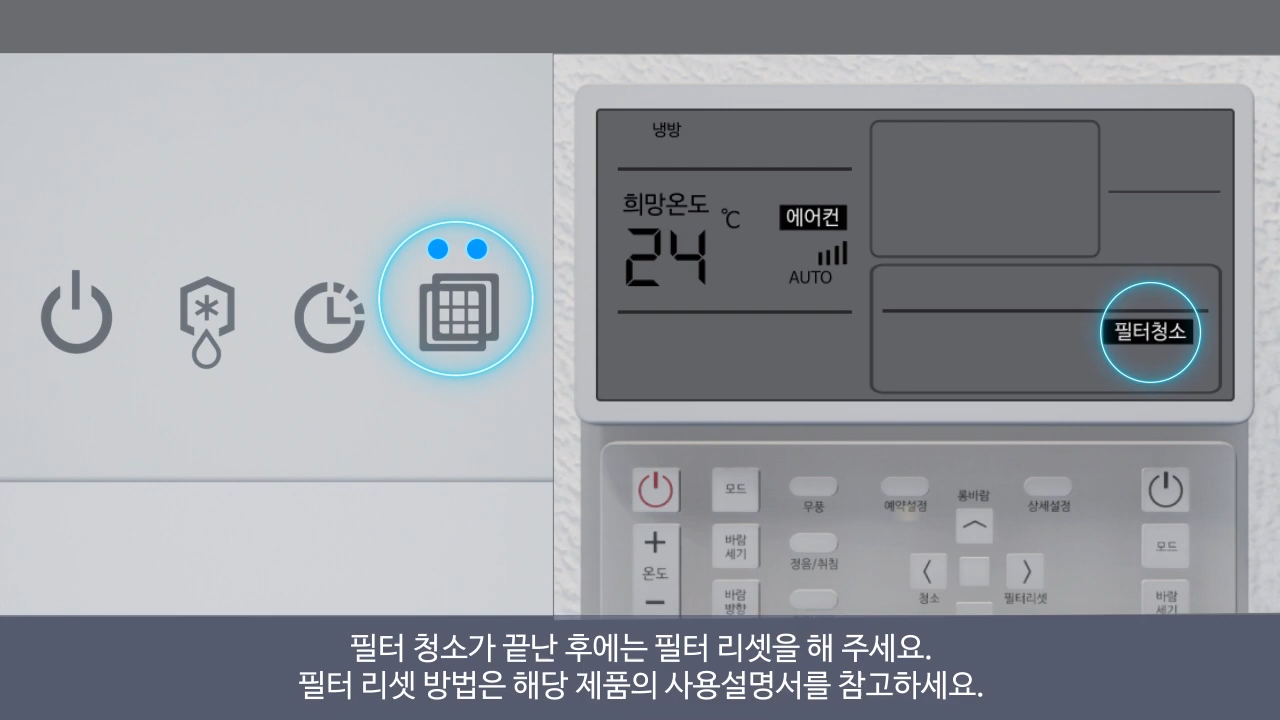 냉방
희망온도
24
℃
에어컨
AUTO
필터청소
모드
무풍
예약설정
롱바람
상세설정
+
온도
−
바람
세기
정음/취침
청소
필터리셋
모드
바람
방향
바람
세기
필터 청소가 끝난 후에는 필터 리셋을 해 주세요.
필터 리셋 방법은 해당 제품의 사용설명서를 참고하세요.